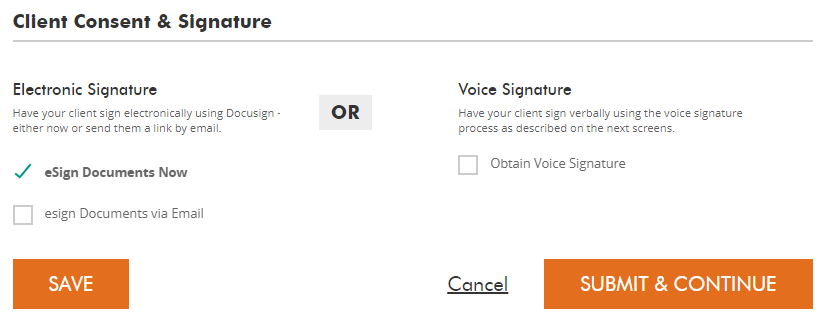 Client Consent & Signature
Electronic Signature
Have your client sign electronically using Docusign -
either now or send them a link by email.
eSign Documents Now
esign Documents via Email
OR
Voice Signature
Have your client sign verbally using the voice signature
process as described on the next screens.
Obtain Voice Signature
SAVE
Cancel
SUBMIT & CONTINUE